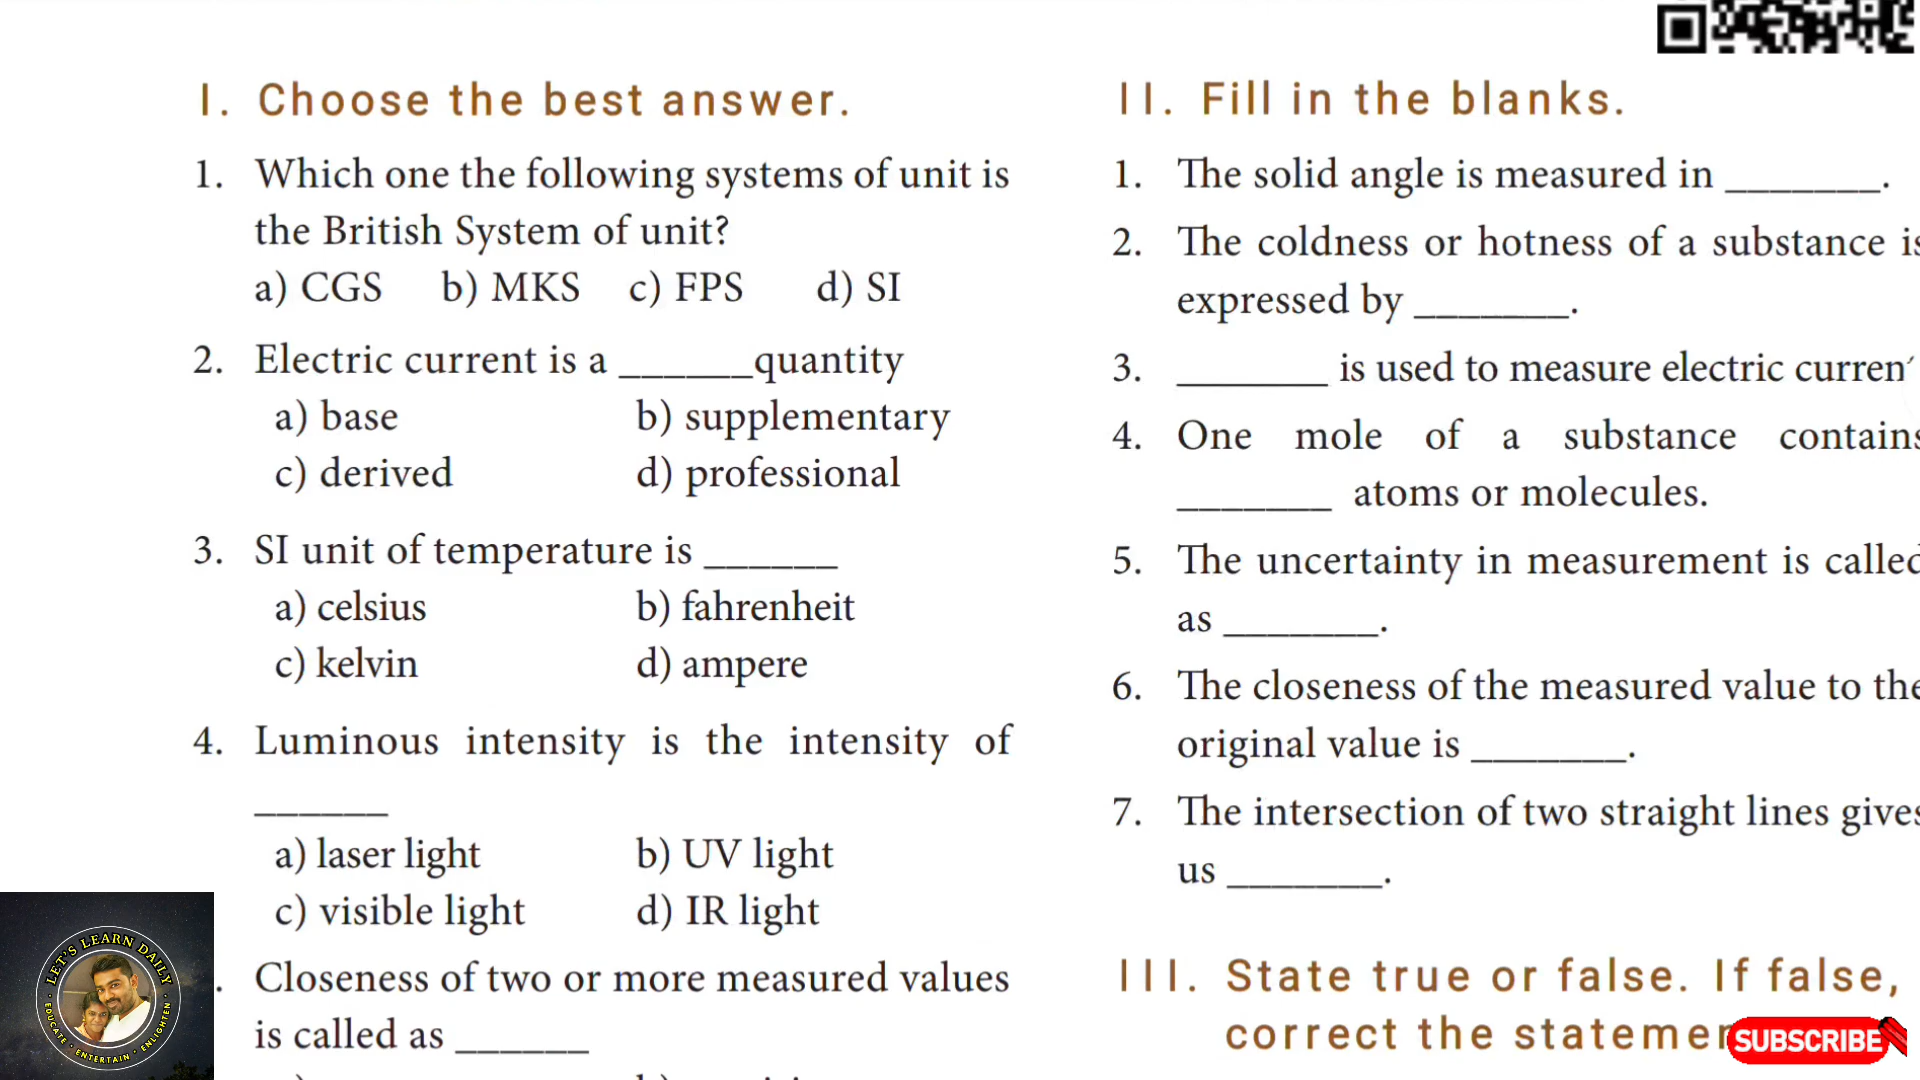 I. Choose the best answer.
1. Which one the following systems of unit is
the British System of unit?
a) CGS b) MKS c) FPS d) SI
2. Electric current is a ______quantity
a) base b) supplementary
c) derived d) professional
3. SI unit of temperature is ______
a) celsius b) fahrenheit
c) kelvin d) ampere
4. Luminous intensity is the intensity of
______
a) laser light b) UV light
c) visible light d) IR light
. Closeness of two or more measured values
is called as ______
II. Fill in the blanks.
1. The solid angle is measured in _______.
2. The coldness or hotness of a substance is
expressed by _______.
3. _______ is used to measure electric curren
4. One mole of a substance contains
_______ atoms or molecules.
5. The uncertainty in measurement is called
as _______.
6. The closeness of the measured value to the
original value is _______.
7. The intersection of two straight lines gives
us _______.
III. State true or false. If false,
correct the statemen
LET'S LEARN DAILY
EDUCATE · ENTERTAIN · ENLIGHTEN
SUBSCRIBE